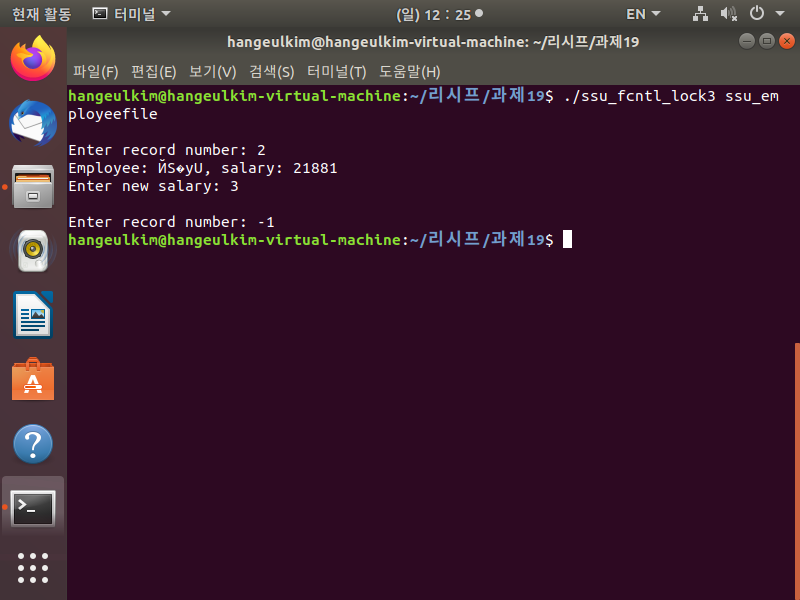 현재 활동 터미널 (일) 12 : 25 EN
hangeulkim@hangeulkim-virtual-machine: ~/리시프/과제19
파일(F) 편집(E) 보기(V) 검색(S) 터미널(T) 도움말(H)
hangeulkim@hangeulkim-virtual-machine:~/리시프/과제19$ ./ssu_fcntl_lock3 ssu_em
ployeefile
Enter record number: 2
Employee: ЙS�yU, salary: 21881
Enter new salary: 3
Enter record number: -1
hangeulkim@hangeulkim-virtual-machine:~/리시프/과제19$